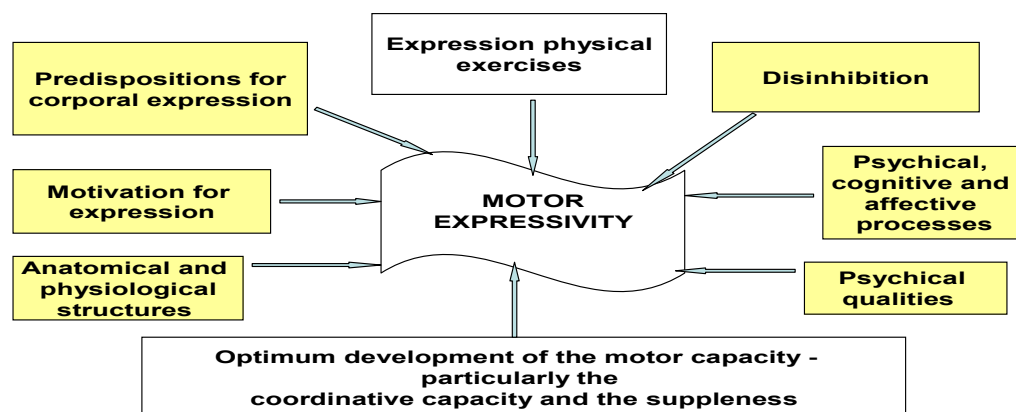 Expression physical
exercises
Predispositions for
corporal expression
Disinhibition
Motivation for
expression
MOTOR
EXPRESSIVITY
Psychical,
cognitive and
affective
processes
Anatomical and
physiological
structures
Psychical
qualities
Optimum development of the motor capacity -
particularly the
coordinative capacity and the suppleness